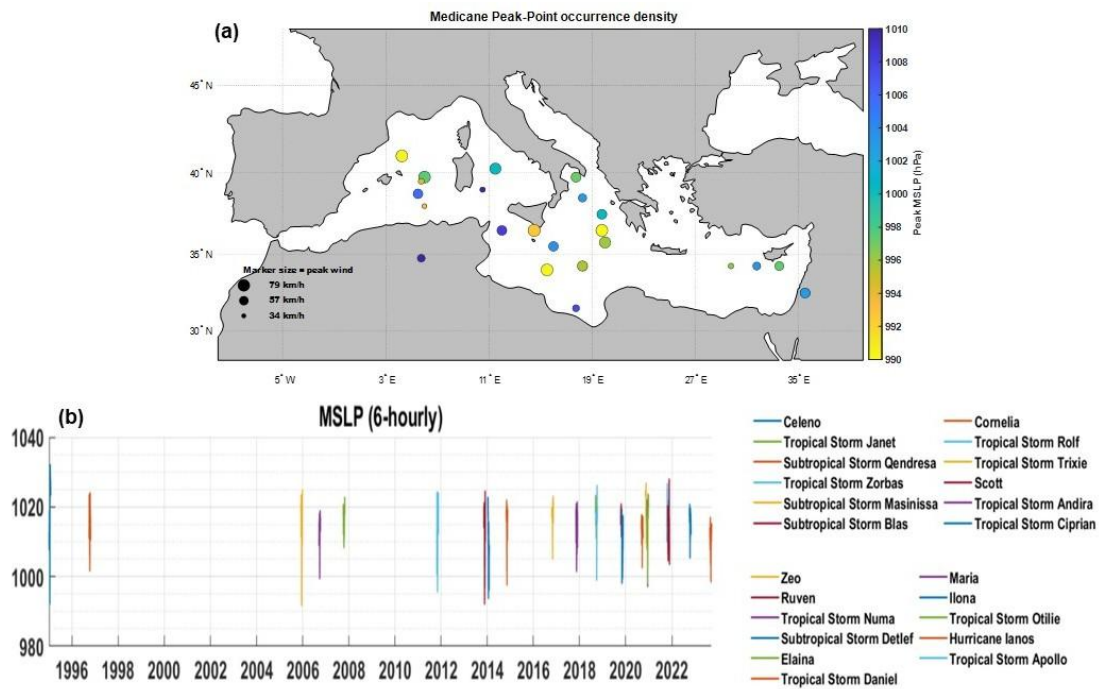 Medicane Peak-Point occurrence density
(a)
45° N
40° N
35° N
30° N
5° W
3° E
11° E
19° E
27° E
35° E
Marker size = peak wind
79 km/h
57 km/h
34 km/h
1010
1008
1006
1004
1002
1000
998
996
994
992
990
Peak MSLP (hPa)
(b)
MSLP (6-hourly)
1040
1020
1000
980
1996 1998 2000 2002 2004 2006 2008 2010 2012 2014 2016 2018 2020 2022
Celeno
Tropical Storm Janet
Subtropical Storm Qendresa
Tropical Storm Zorbas
Subtropical Storm Masinissa
Subtropical Storm Blas
Cornelia
Tropical Storm Rolf
Tropical Storm Trixie
Scott
Tropical Storm Andira
Tropical Storm Ciprian
Zeo
Ruven
Tropical Storm Numa
Subtropical Storm Detlef
Elaina
Tropical Storm Daniel
Maria
Ilona
Tropical Storm Otilie
Hurricane Ianos
Tropical Storm Apollo